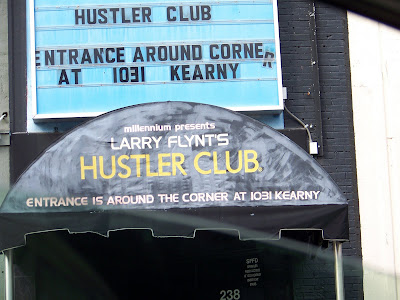 HUSTLER CLUB
ENTRANCE AROUND CORNER
AT 1031 KEARNY
millennium presents
LARRY FLYNT'S
HUSTLER CLUB®
ENTRANCE IS AROUND THE CORNER AT 1031 KEARNY
SFFD
238